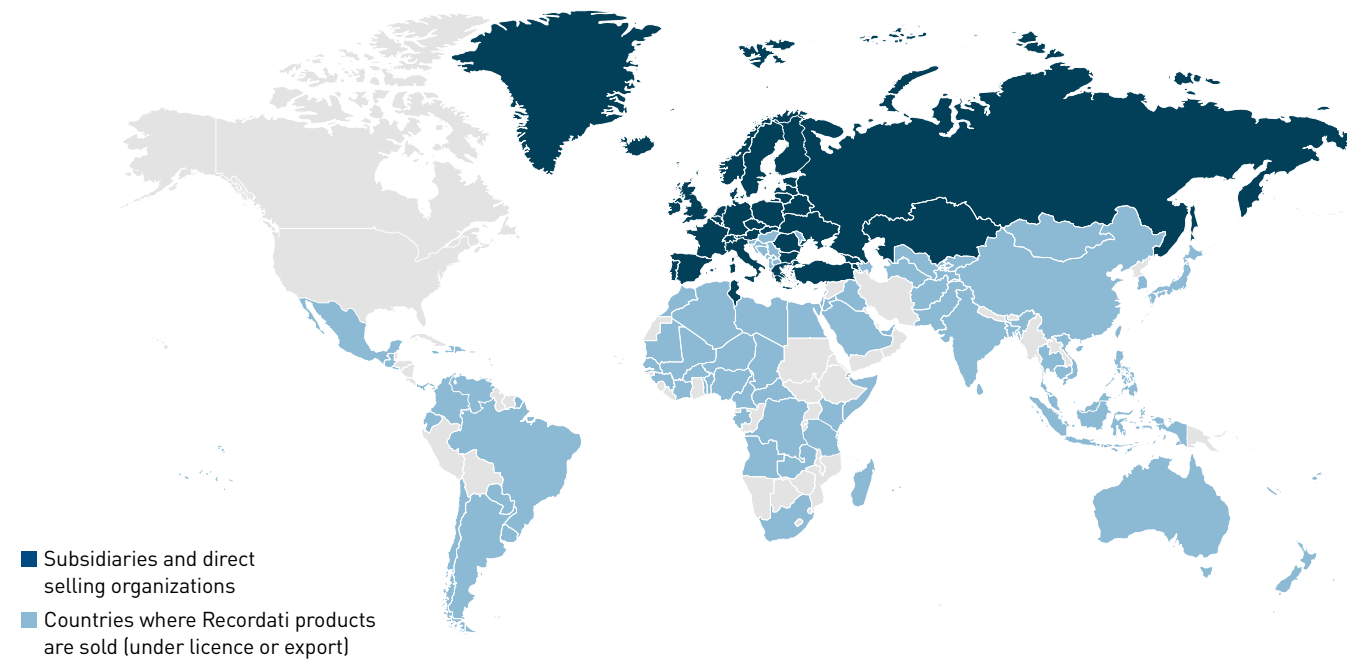 Subsidiaries and direct
selling organizations
Countries where Recordati products
are sold (under licence or export)